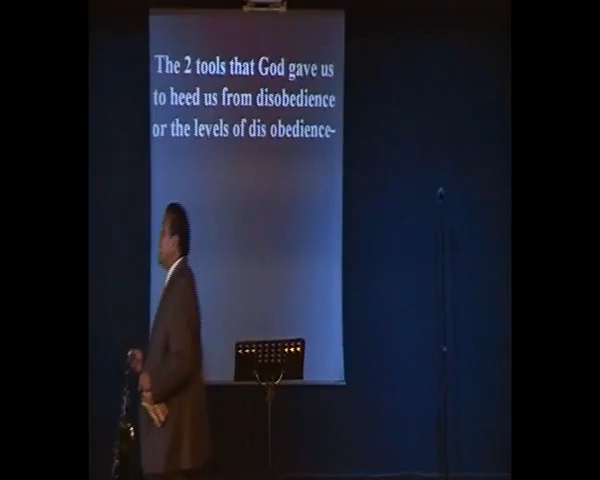 The 2 tools that God gave us
to heed us from disobedience
or the levels of dis obedience-